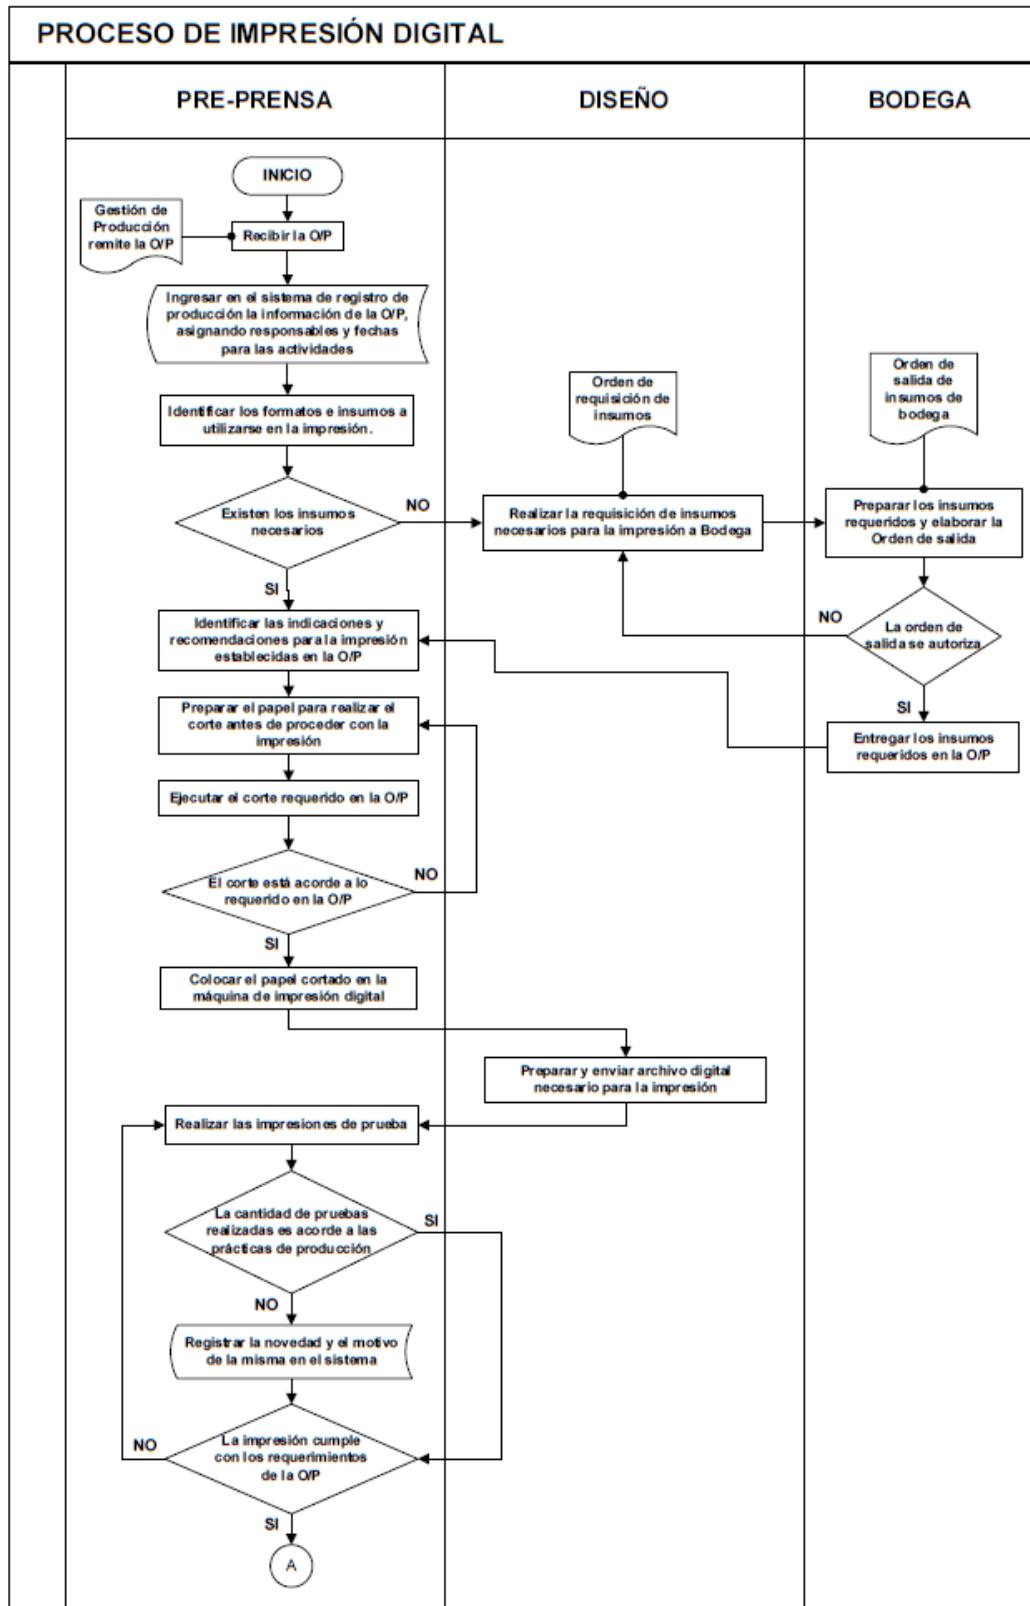 PROCESO DE IMPRESIÓN DIGITAL
PRE-PRENSA
DISEÑO
BODEGA
INICIO
Gestión de
Producción
remite la O/P
Recibir la O/P
Ingresar en el sistema de registro de
producción la información de la O/P,
asignando responsables y fechas
para las actividades
Identificar los formatos e insumos a
utilizarse en la impresión.
Orden de
requisición de
insumos
Orden de
salida de
insumos de
bodega
Existen los insumos
necesarios
NO
Realizar la requisición de insumos
necesarios para la impresión a Bodega
Preparar los insumos
requeridos y elaborar la
Orden de salida
SI
NO
La orden de
salida se autoriza
Identificar las indicaciones y
recomendaciones para la impresión
establecidas en la O/P
SI
Preparar el papel para realizar el
corte antes de proceder con la
impresión
Entregar los insumos
requeridos en la O/P
Ejecutar el corte requerido en la O/P
El corte está acorde a lo
requerido en la O/P
NO
SI
Colocar el papel cortado en la
máquina de impresión digital
Preparar y enviar archivo digital
necesario para la impresión
Realizar las impresiones de prueba
La cantidad de pruebas
realizadas es acorde a las
prácticas de producción
SI
NO
Registrar la novedad y el motivo
de la misma en el sistema
La impresión cumple
con los requerimientos
de la O/P
NO
SI
A